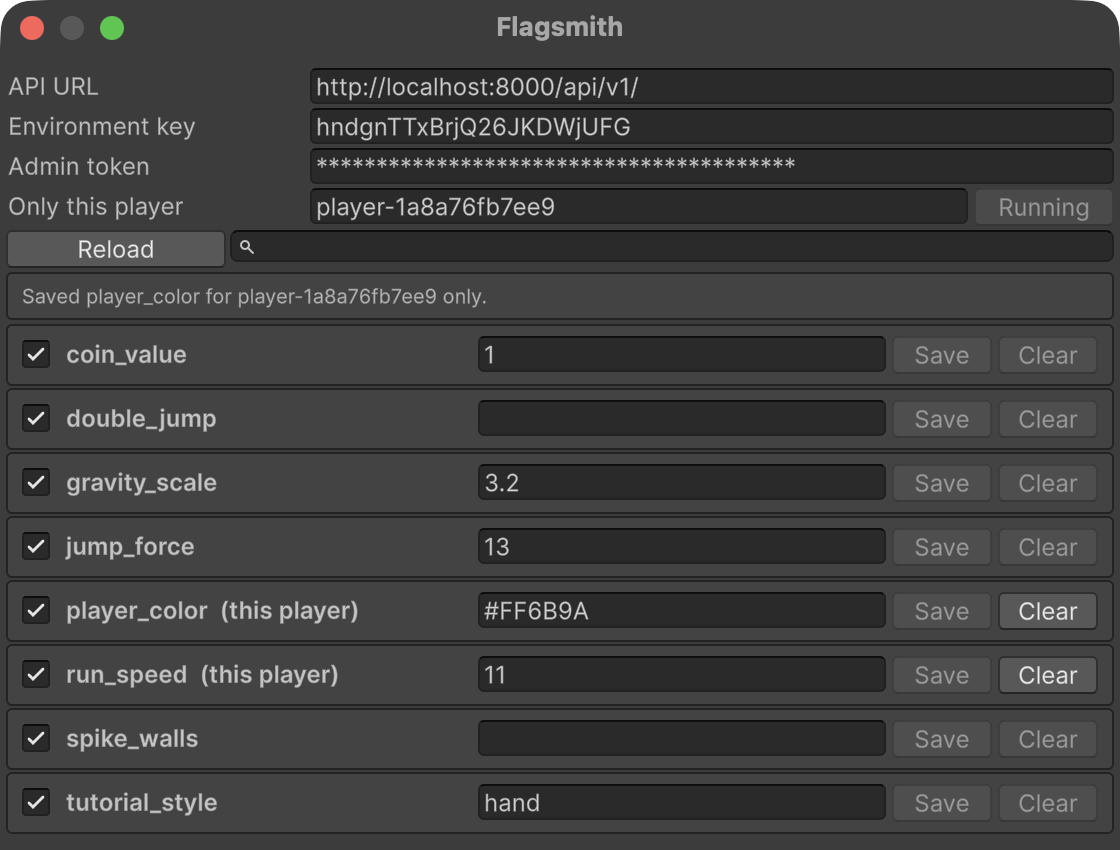 Flagsmith
API URL http://localhost:8000/api/v1/
Environment key hndgnTTxBrjQ26JKDWjUFG
Admin token ****************************************
Only this player player-1a8a76fb7ee9 Running
Reload
Saved player_color for player-1a8a76fb7ee9 only.
coin_value 1 Save Clear
double_jump Save Clear
gravity_scale 3.2 Save Clear
jump_force 13 Save Clear
player_color (this player) #FF6B9A Save Clear
run_speed (this player) 11 Save Clear
spike_walls Save Clear
tutorial_style hand Save Clear